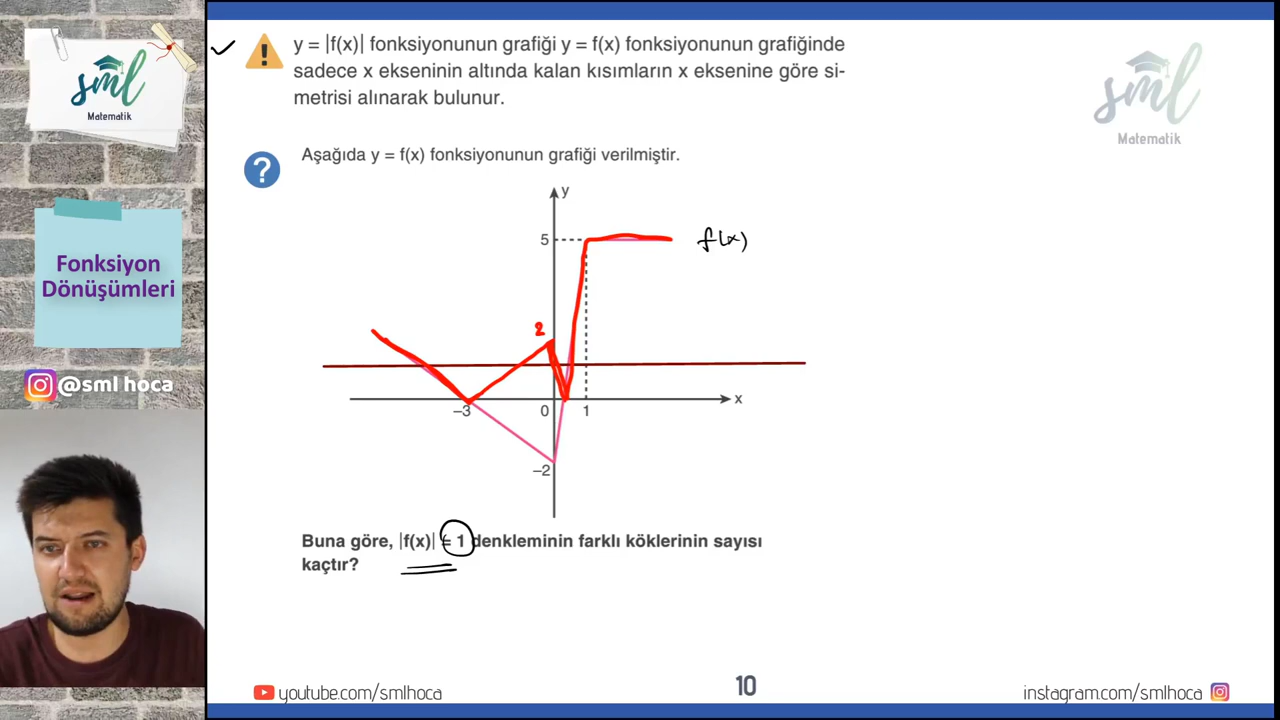 sml
Matematik
Fonksiyon
Dönüşümleri
@sml hoca
y = |f(x)| fonksiyonunun grafiği y = f(x) fonksiyonunun grafiğinde
sadece x ekseninin altında kalan kısımların x eksenine göre si-
metrisi alınarak bulunur.
sml
Matematik
?
Aşağıda y = f(x) fonksiyonunun grafiği verilmiştir.
y
5
f(x)
2
-3
0
1
x
-2
Buna göre, |f(x)| = 1 denkleminin farklı köklerinin sayısı
kaçtır?
youtube.com/smlhoca
10
instagram.com/smlhoca